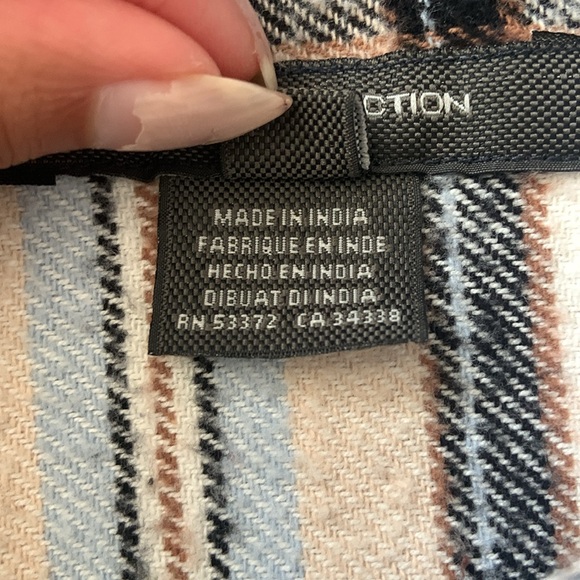 CTION
MADE IN INDIA
FABRIQUE EN INDE
HECHO EN INDIA
DIBUAT DI INDIA
RN 53372 CA 34338